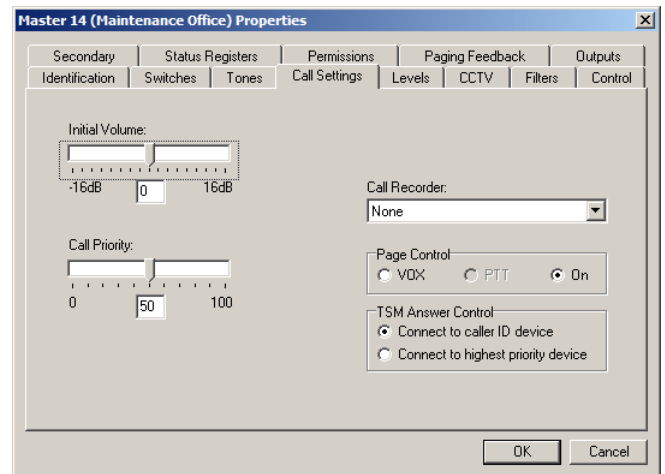 Master 14 (Maintenance Office) Properties
Secondary Status Registers Permissions Paging Feedback Outputs
Identification Switches Tones Call Settings Levels CCTV Filters Control
Initial Volume:
-16dB 0 16dB
Call Recorder:
None
Call Priority:
0 50 100
Page Control
VOX PTT On
TSM Answer Control
Connect to caller ID device
Connect to highest priority device
OK Cancel